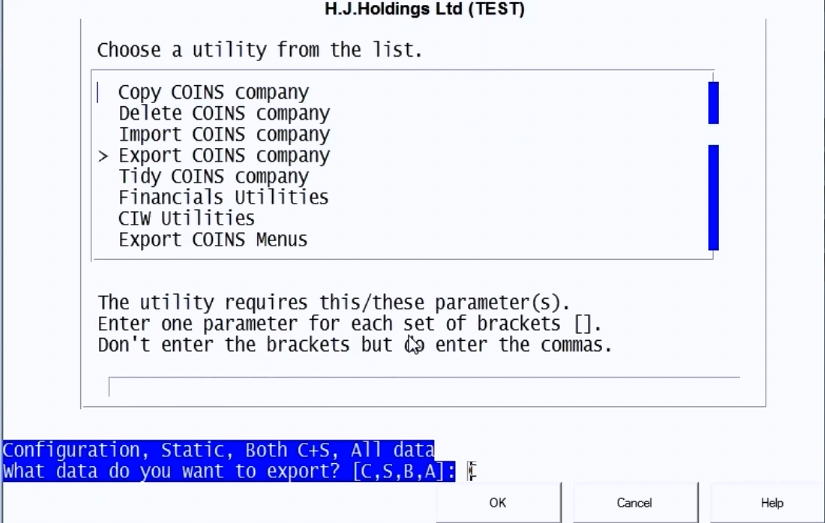 H.J.Holdings Ltd (TEST)
Choose a utility from the list.
Copy COINS company
Delete COINS company
Import COINS company
> Export COINS company
Tidy COINS company
Financials Utilities
CIW Utilities
Export COINS Menus
The utility requires this/these parameter(s).
Enter one parameter for each set of brackets [].
Don't enter the brackets but do enter the commas.
Configuration, Static, Both C+S, All data
What data do you want to export? [C,S,B,A]:
OK Cancel Help